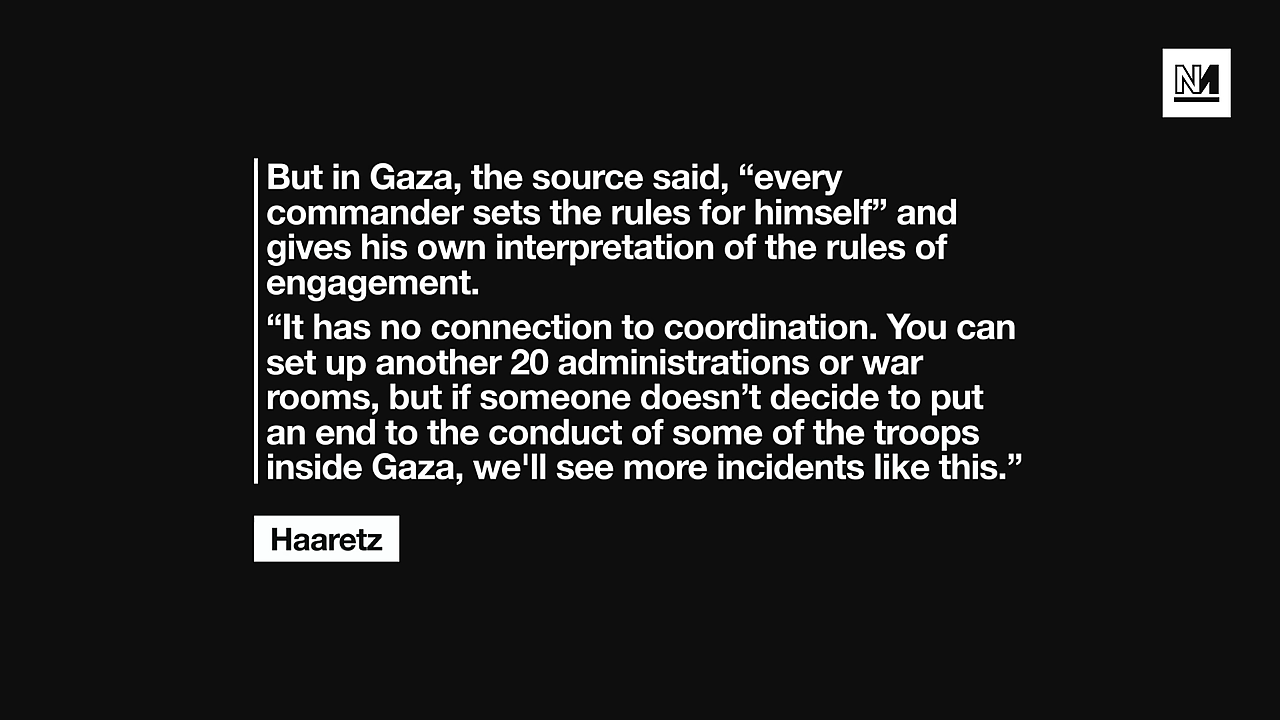 NM
But in Gaza, the source said, “every
commander sets the rules for himself” and
gives his own interpretation of the rules of
engagement.
“It has no connection to coordination. You can
set up another 20 administrations or war
rooms, but if someone doesn’t decide to put
an end to the conduct of some of the troops
inside Gaza, we'll see more incidents like this.”
Haaretz